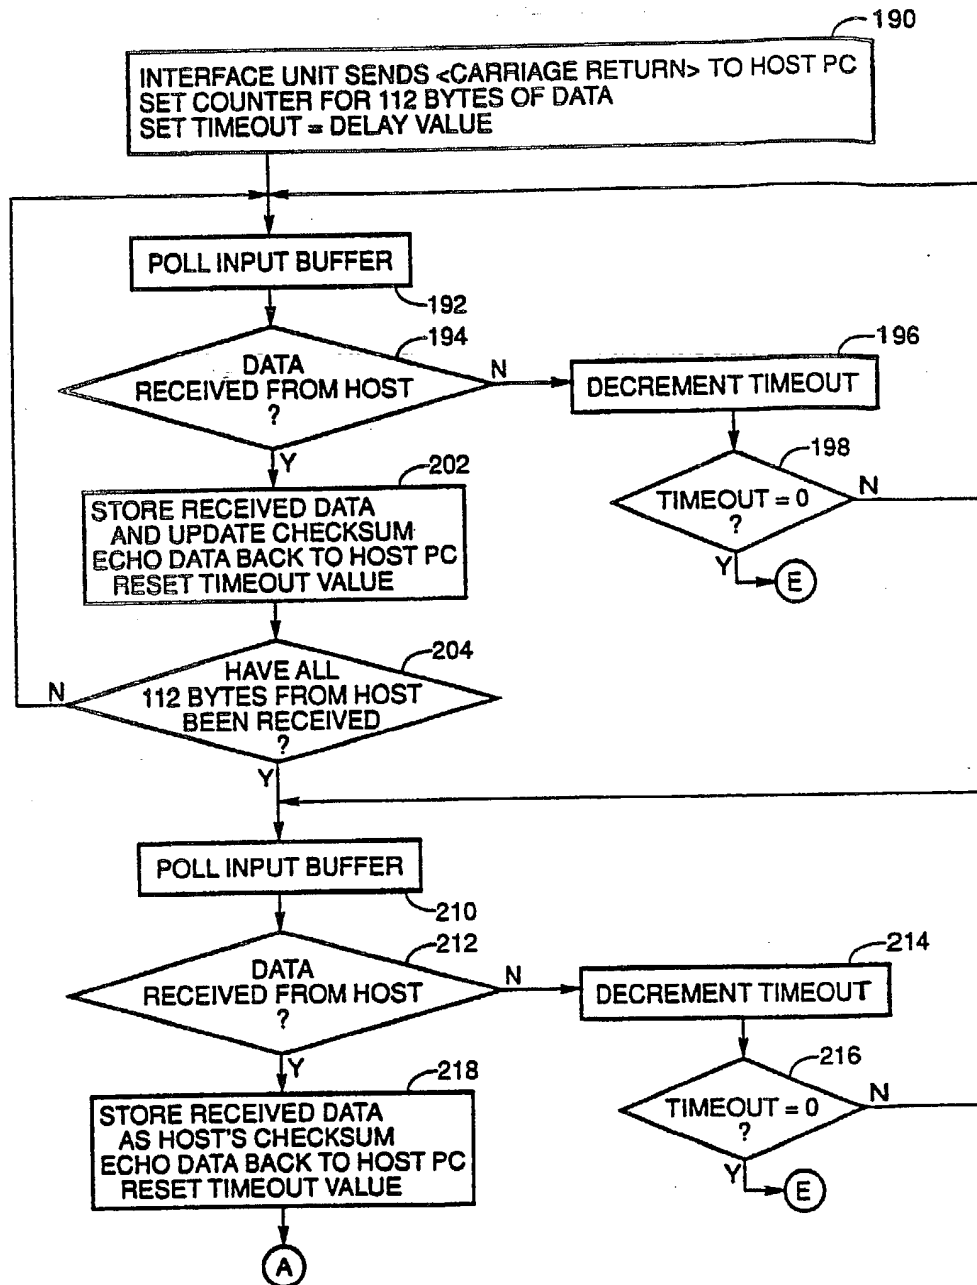 190
INTERFACE UNIT SENDS <CARRIAGE RETURN> TO HOST PC
SET COUNTER FOR 112 BYTES OF DATA
SET TIMEOUT = DELAY VALUE
POLL INPUT BUFFER
192
194
DATA
RECEIVED FROM HOST
?
N
Y
196
DECREMENT TIMEOUT
198
TIMEOUT = 0
?
N
Y
E
202
STORE RECEIVED DATA
AND UPDATE CHECKSUM
ECHO DATA BACK TO HOST PC
RESET TIMEOUT VALUE
204
HAVE ALL
112 BYTES FROM HOST
BEEN RECEIVED
?
N
Y
POLL INPUT BUFFER
210
212
DATA
RECEIVED FROM HOST
?
N
Y
214
DECREMENT TIMEOUT
216
TIMEOUT = 0
?
N
Y
E
218
STORE RECEIVED DATA
AS HOST'S CHECKSUM
ECHO DATA BACK TO HOST PC
RESET TIMEOUT VALUE
A